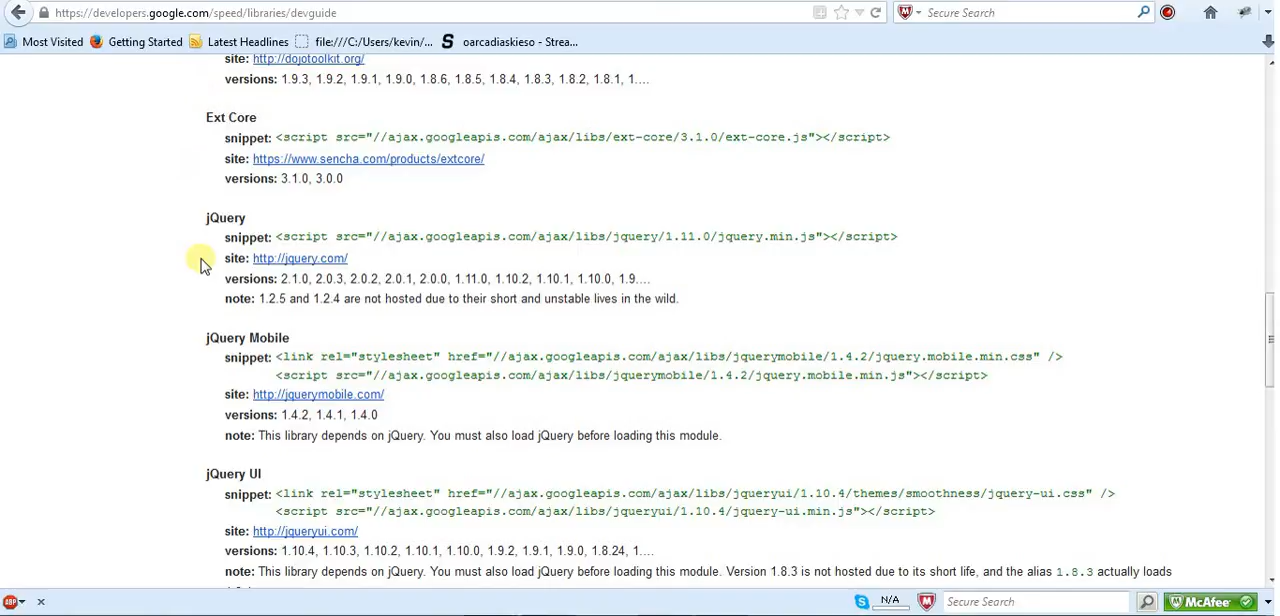 https://developers.google.com/speed/libraries/devguide
Secure Search
Most Visited Getting Started Latest Headlines file:///C:/Users/kevin/... oarcadiaskieso - Strea...
site: http://dojotoolkit.org/
versions: 1.9.3, 1.9.2, 1.9.1, 1.9.0, 1.8.6, 1.8.5, 1.8.4, 1.8.3, 1.8.2, 1.8.1, 1....
Ext Core
snippet: <script src="//ajax.googleapis.com/ajax/libs/ext-core/3.1.0/ext-core.js"></script>
site: https://www.sencha.com/products/extcore/
versions: 3.1.0, 3.0.0
jQuery
snippet: <script src="//ajax.googleapis.com/ajax/libs/jquery/1.11.0/jquery.min.js"></script>
site: http://jquery.com/
versions: 2.1.0, 2.0.3, 2.0.2, 2.0.1, 2.0.0, 1.11.0, 1.10.2, 1.10.1, 1.10.0, 1.9....
note: 1.2.5 and 1.2.4 are not hosted due to their short and unstable lives in the wild.
jQuery Mobile
snippet: <link rel="stylesheet" href="//ajax.googleapis.com/ajax/libs/jquerymobile/1.4.2/jquery.mobile.min.css" />
<script src="//ajax.googleapis.com/ajax/libs/jquerymobile/1.4.2/jquery.mobile.min.js"></script>
site: http://jquerymobile.com/
versions: 1.4.2, 1.4.1, 1.4.0
note: This library depends on jQuery. You must also load jQuery before loading this module.
jQuery UI
snippet: <link rel="stylesheet" href="//ajax.googleapis.com/ajax/libs/jqueryui/1.10.4/themes/smoothness/jquery-ui.css" />
<script src="//ajax.googleapis.com/ajax/libs/jqueryui/1.10.4/jquery-ui.min.js"></script>
site: http://jqueryui.com/
versions: 1.10.4, 1.10.3, 1.10.2, 1.10.1, 1.10.0, 1.9.2, 1.9.1, 1.9.0, 1.8.24, 1....
note: This library depends on jQuery. You must also load jQuery before loading this module. Version 1.8.3 is not hosted due to its short life, and the alias 1.8.3 actually loads
ABP N/A Secure Search McAfee